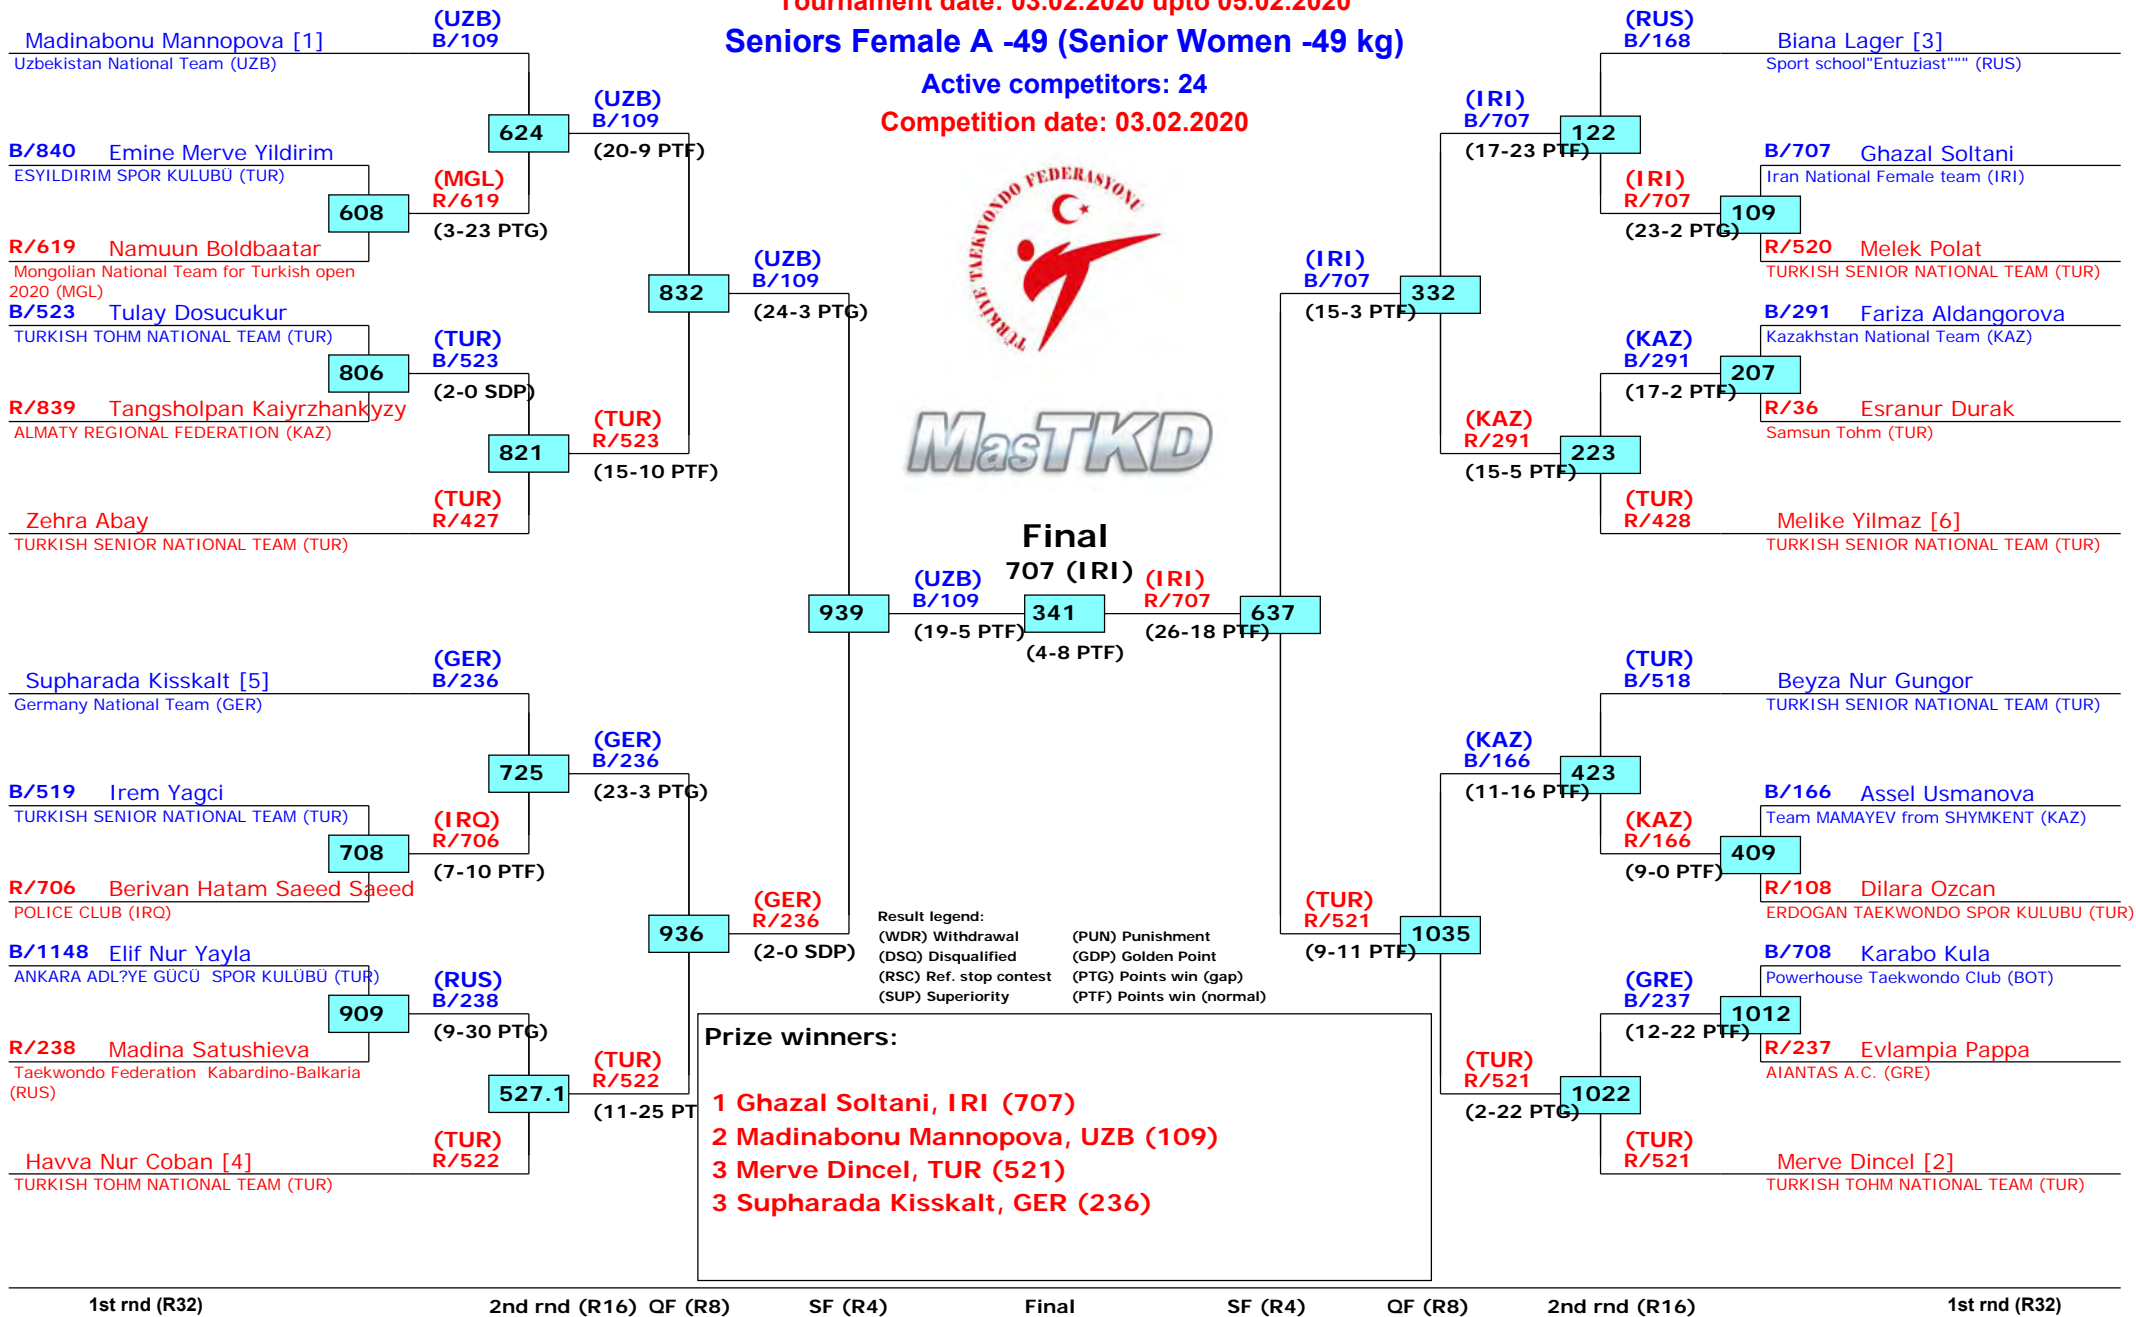 Tournament date: 03.02.2020 upto 05.02.2020
Seniors Female A -49 (Senior Women -49 kg)
Active competitors: 24
Competition date: 03.02.2020
TÜRKİYE TAEKWONDO FEDERASYONU
MasTKD
Madinabonu Mannopova [1]
Uzbekistan National Team (UZB)
(UZB)
B/109
B/840 Emine Merve Yildirim
ESYILDIRIM SPOR KULUBÜ (TUR)
608
R/619 Namuun Boldbaatar
Mongolian National Team for Turkish open
2020 (MGL)
(MGL)
R/619
(3-23 PTG)
624
(UZB)
B/109
(20-9 PTF)
B/523 Tulay Dosucukur
TURKISH TOHM NATIONAL TEAM (TUR)
806
R/839 Tangsholpan Kaiyrzhankyzy
ALMATY REGIONAL FEDERATION (KAZ)
(TUR)
B/523
(2-0 SDP)
821
(TUR)
R/523
(15-10 PTF)
Zehra Abay
TURKISH SENIOR NATIONAL TEAM (TUR)
(TUR)
R/427
832
(UZB)
B/109
(24-3 PTG)
Supharada Kisskalt [5]
Germany National Team (GER)
(GER)
B/236
B/519 Irem Yagci
TURKISH SENIOR NATIONAL TEAM (TUR)
708
R/706 Berivan Hatam Saeed Saeed
POLICE CLUB (IRQ)
(IRQ)
R/706
(7-10 PTF)
725
(GER)
B/236
(23-3 PTG)
B/1148 Elif Nur Yayla
ANKARA ADL?YE GÜCÜ SPOR KULÜBÜ (TUR)
909
R/238 Madina Satushieva
Taekwondo Federation Kabardino-Balkaria
(RUS)
(RUS)
B/238
(9-30 PTG)
527.1
(TUR)
R/522
(11-25 PT
Havva Nur Coban [4]
TURKISH TOHM NATIONAL TEAM (TUR)
(TUR)
R/522
936
(GER)
R/236
(2-0 SDP)
939
(UZB)
B/109
(19-5 PTF)
Final
707 (IRI)
341
(4-8 PTF)
(IRI)
R/707
(26-18 PTF)
637
(RUS)
B/168
Biana Lager [3]
Sport school"Entuziast""" (RUS)
B/707 Ghazal Soltani
Iran National Female team (IRI)
109
R/520 Melek Polat
TURKISH SENIOR NATIONAL TEAM (TUR)
(IRI)
R/707
(23-2 PTG)
122
(IRI)
B/707
(17-23 PTF)
B/291 Fariza Aldangorova
Kazakhstan National Team (KAZ)
207
R/36 Esranur Durak
Samsun Tohm (TUR)
(KAZ)
B/291
(17-2 PTF)
223
(KAZ)
R/291
(15-5 PTF)
(TUR)
R/428
Melike Yilmaz [6]
TURKISH SENIOR NATIONAL TEAM (TUR)
332
(IRI)
B/707
(15-3 PTF)
(TUR)
B/518
Beyza Nur Gungor
TURKISH SENIOR NATIONAL TEAM (TUR)
B/166 Assel Usmanova
Team MAMAYEV from SHYMKENT (KAZ)
409
R/108 Dilara Ozcan
ERDOGAN TAEKWONDO SPOR KULUBU (TUR)
(KAZ)
R/166
(9-0 PTF)
423
(KAZ)
B/166
(11-16 PTF)
B/708 Karabo Kula
Powerhouse Taekwondo Club (BOT)
1012
R/237 Evlampia Pappa
AIANTAS A.C. (GRE)
(GRE)
B/237
(12-22 PTF)
1022
(TUR)
R/521
(2-22 PTG)
(TUR)
R/521
Merve Dincel [2]
TURKISH TOHM NATIONAL TEAM (TUR)
1035
(TUR)
R/521
(9-11 PTF)
Result legend:
(WDR) Withdrawal (PUN) Punishment
(DSQ) Disqualified (GDP) Golden Point
(RSC) Ref. stop contest (PTG) Points win (gap)
(SUP) Superiority (PTF) Points win (normal)
Prize winners:
1 Ghazal Soltani, IRI (707)
2 Madinabonu Mannopova, UZB (109)
3 Merve Dincel, TUR (521)
3 Supharada Kisskalt, GER (236)
1st rnd (R32) 2nd rnd (R16) QF (R8) SF (R4) Final SF (R4) QF (R8) 2nd rnd (R16) 1st rnd (R32)